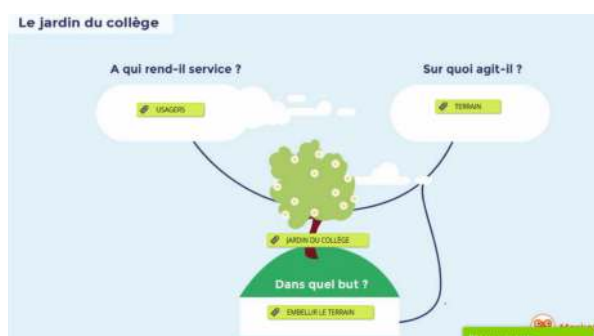 Le jardin du collège
A qui rend-il service ?
Sur quoi agit-il ?
USAGERS
TERRAIN
JARDIN DU COLLÈGE
Dans quel but ?
EMBELLIR LE TERRAIN